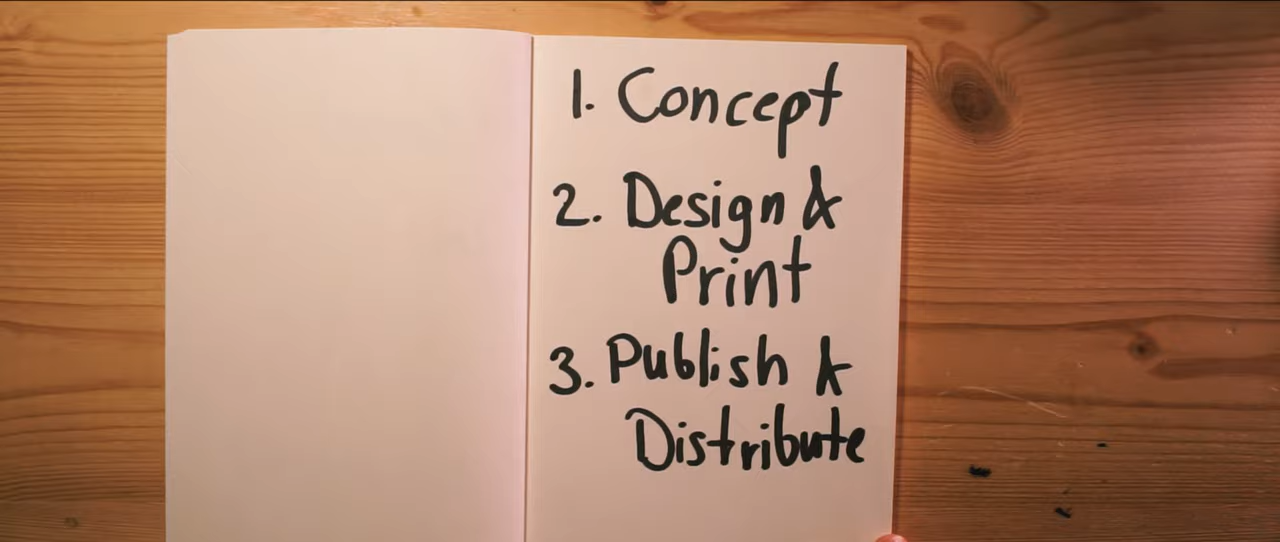 1. Concept
2. Design &
Print
3. Publish &
Distribute